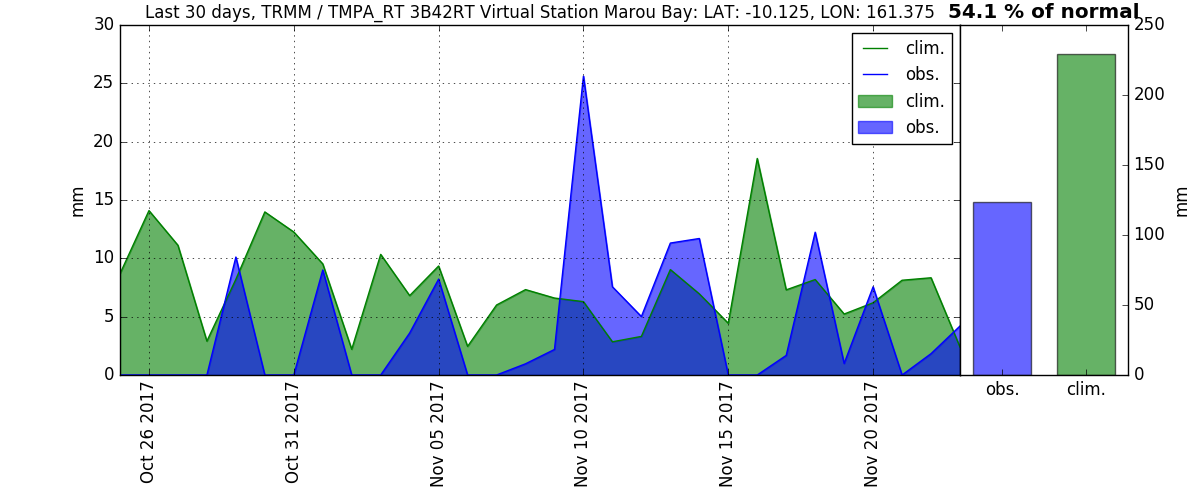 Last 30 days, TRMM / TMPA_RT 3B42RT Virtual Station Marou Bay: LAT: -10.125, LON: 161.375
54.1 % of normal
30
25
20
15
10
5
0
mm
clim.
obs.
clim.
obs.
Oct 26 2017
Oct 31 2017
Nov 05 2017
Nov 10 2017
Nov 15 2017
Nov 20 2017
250
200
150
100
50
0
mm
obs.
clim.